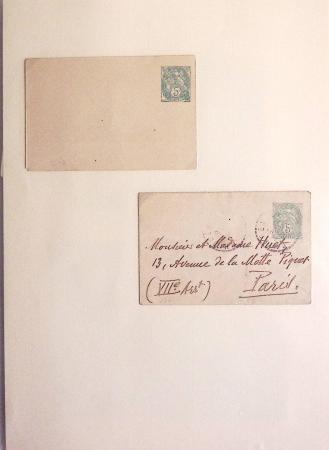 5
5
Monsieur et Madame Huet
13, Avenue de la Motte Piquet
(VIIe Arrt)
Paris.